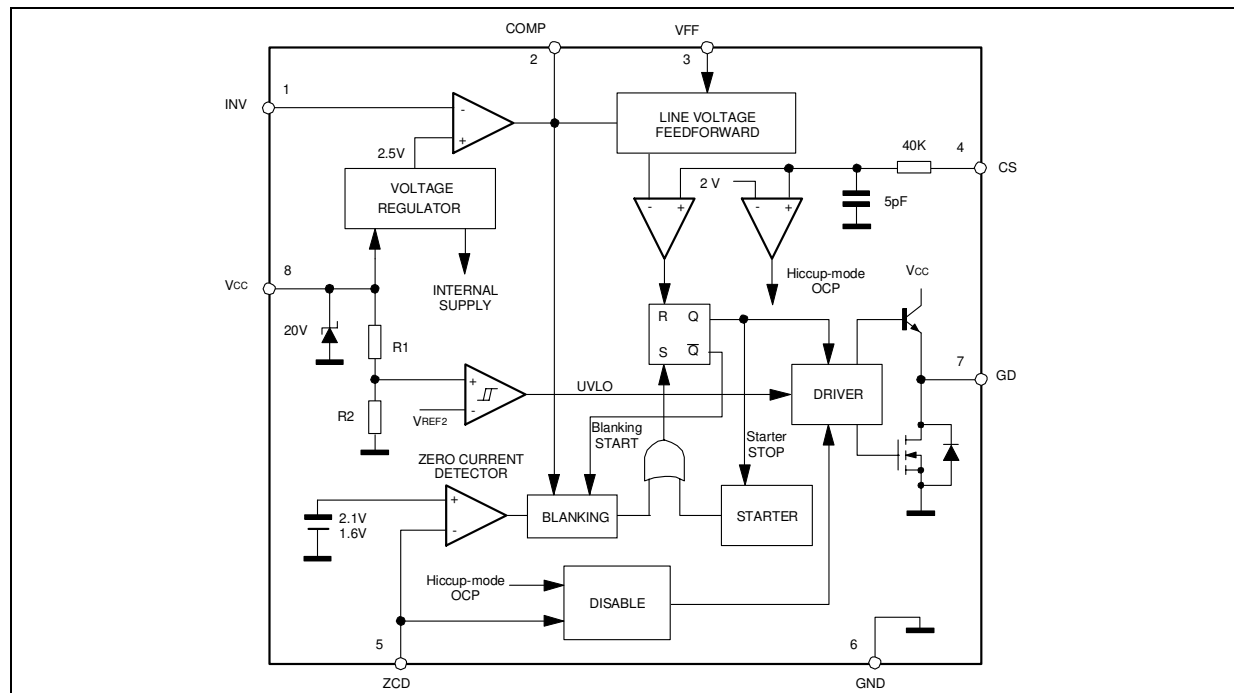 COMP
VFF
2
3
1
INV
-
+
LINE VOLTAGE
FEEDFORWARD
2.5V
40K
4
CS
VOLTAGE
REGULATOR
2 V
-
+
-
+
5pF
8
VCC
INTERNAL
SUPPLY
Hiccup-mode
OCP
VCC
20V
R1
R
Q
S
Q̅
7
GD
+
-
UVLO
DRIVER
R2
VREF2
Blanking
START
Starter
STOP
ZERO CURRENT
DETECTOR
+
-
2.1V
1.6V
BLANKING
STARTER
Hiccup-mode
OCP
DISABLE
5
6
ZCD
GND